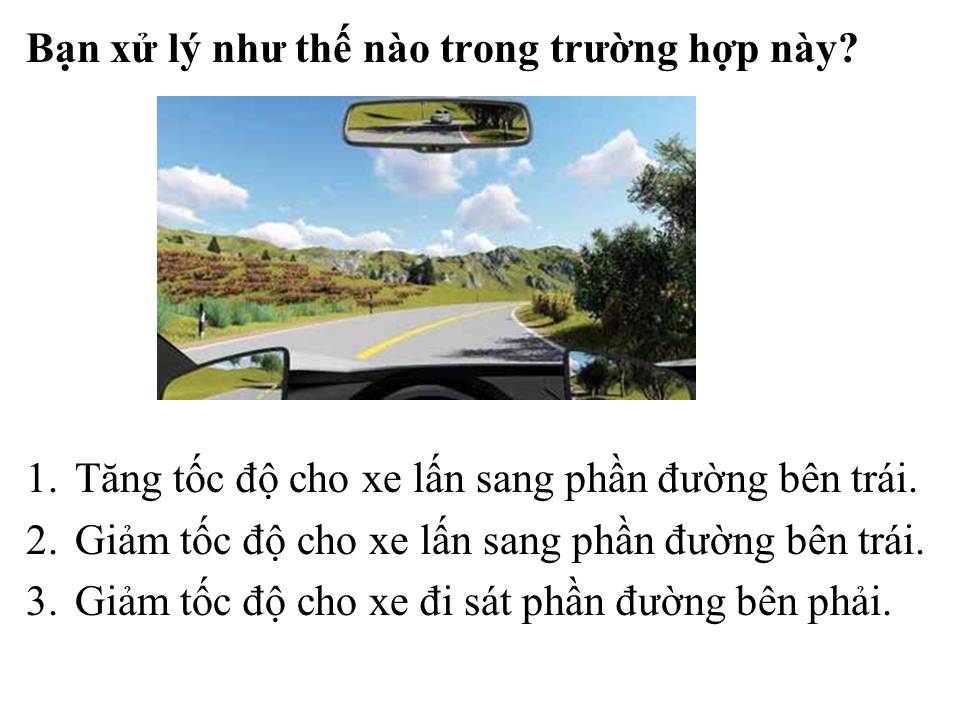 Bạn xử lý như thế nào trong trường hợp này?
1. Tăng tốc độ cho xe lấn sang phần đường bên trái.
2. Giảm tốc độ cho xe lấn sang phần đường bên trái.
3. Giảm tốc độ cho xe đi sát phần đường bên phải.